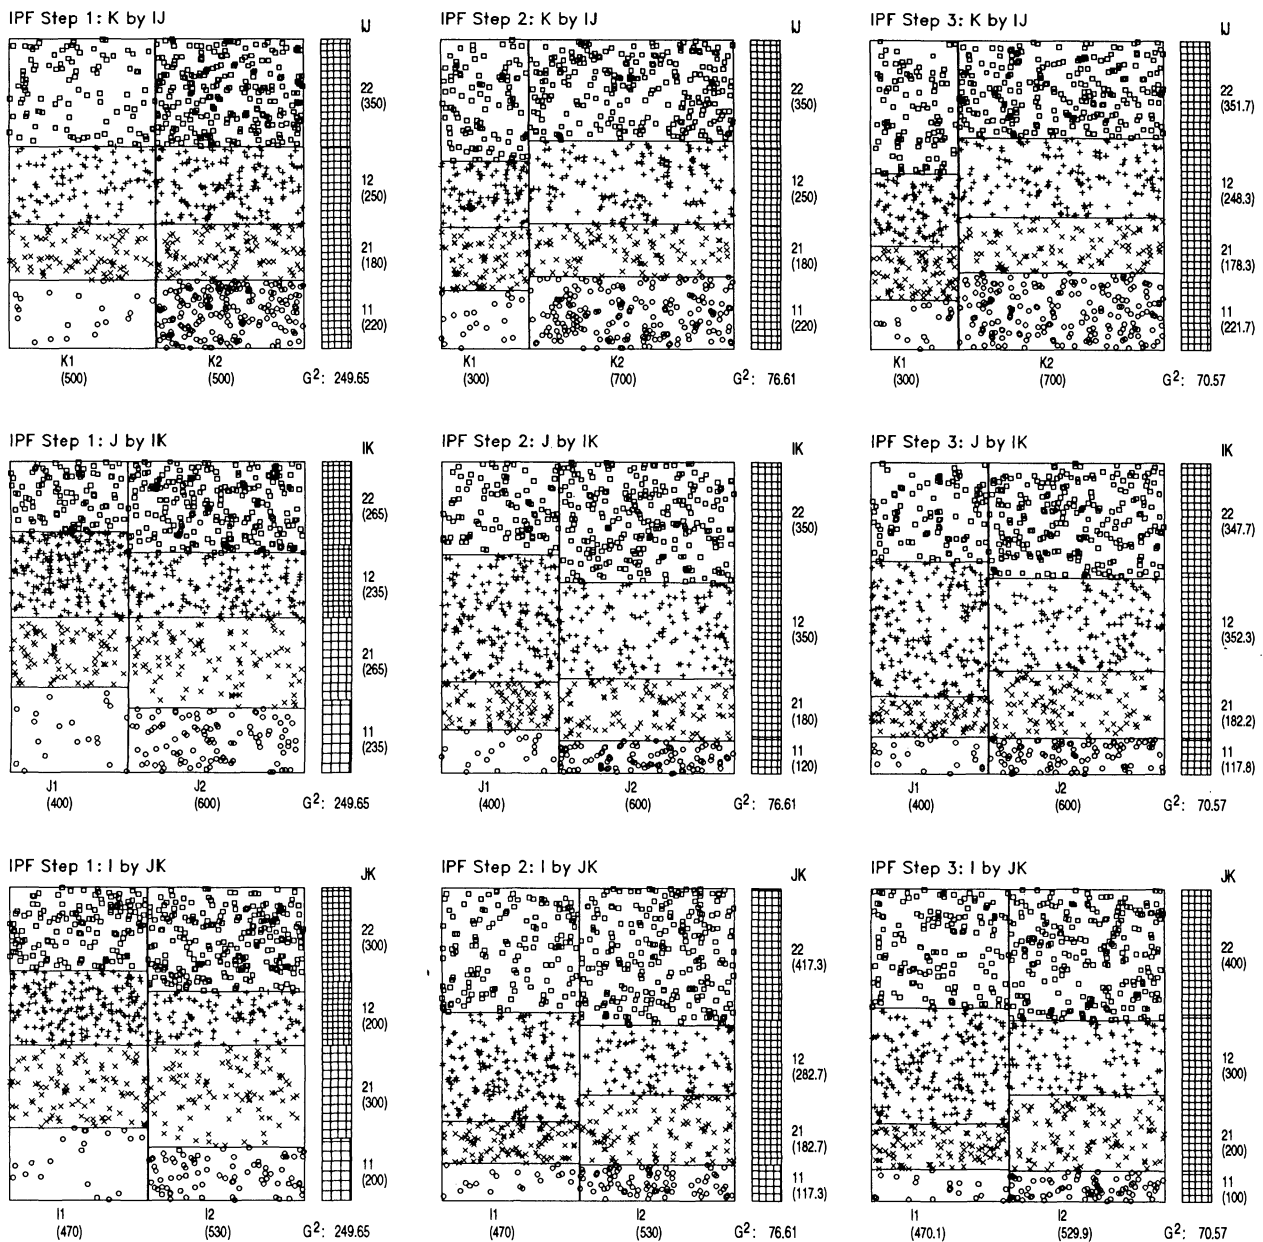 IPF Step 1: K by IJ
IJ
22
(350)
12
(250)
21
(180)
11
(220)
K1
(500)
K2
(500)
G2: 249.65
IPF Step 2: K by IJ
IJ
22
(350)
12
(250)
21
(180)
11
(220)
K1
(300)
K2
(700)
G2: 76.61
IPF Step 3: K by IJ
IJ
22
(351.7)
12
(248.3)
21
(178.3)
11
(221.7)
K1
(300)
K2
(700)
G2: 70.57
IPF Step 1: J by IK
IK
22
(265)
12
(235)
21
(265)
11
(235)
J1
(400)
J2
(600)
G2: 249.65
IPF Step 2: J by IK
IK
22
(350)
12
(350)
21
(180)
11
(120)
J1
(400)
J2
(600)
G2: 76.61
IPF Step 3: J by IK
IK
22
(347.7)
12
(352.3)
21
(182.2)
11
(117.8)
J1
(400)
J2
(600)
G2: 70.57
IPF Step 1: I by JK
JK
22
(300)
12
(200)
21
(300)
11
(200)
I1
(470)
I2
(530)
G2: 249.65
IPF Step 2: I by JK
JK
22
(417.3)
12
(282.7)
21
(182.7)
11
(117.3)
I1
(470)
I2
(530)
G2: 76.61
IPF Step 3: I by JK
JK
22
(400)
12
(300)
21
(200)
11
(100)
I1
(470.1)
I2
(529.9)
G2: 70.57